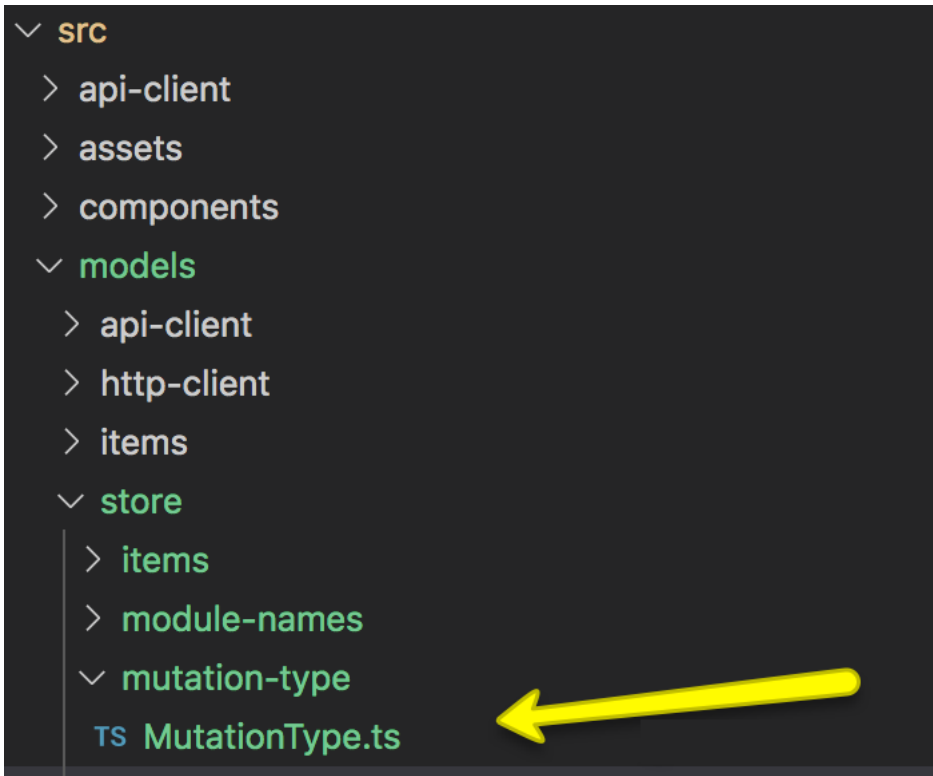 src
api-client
assets
components
models
api-client
http-client
items
store
items
module-names
mutation-type
TS MutationType.ts